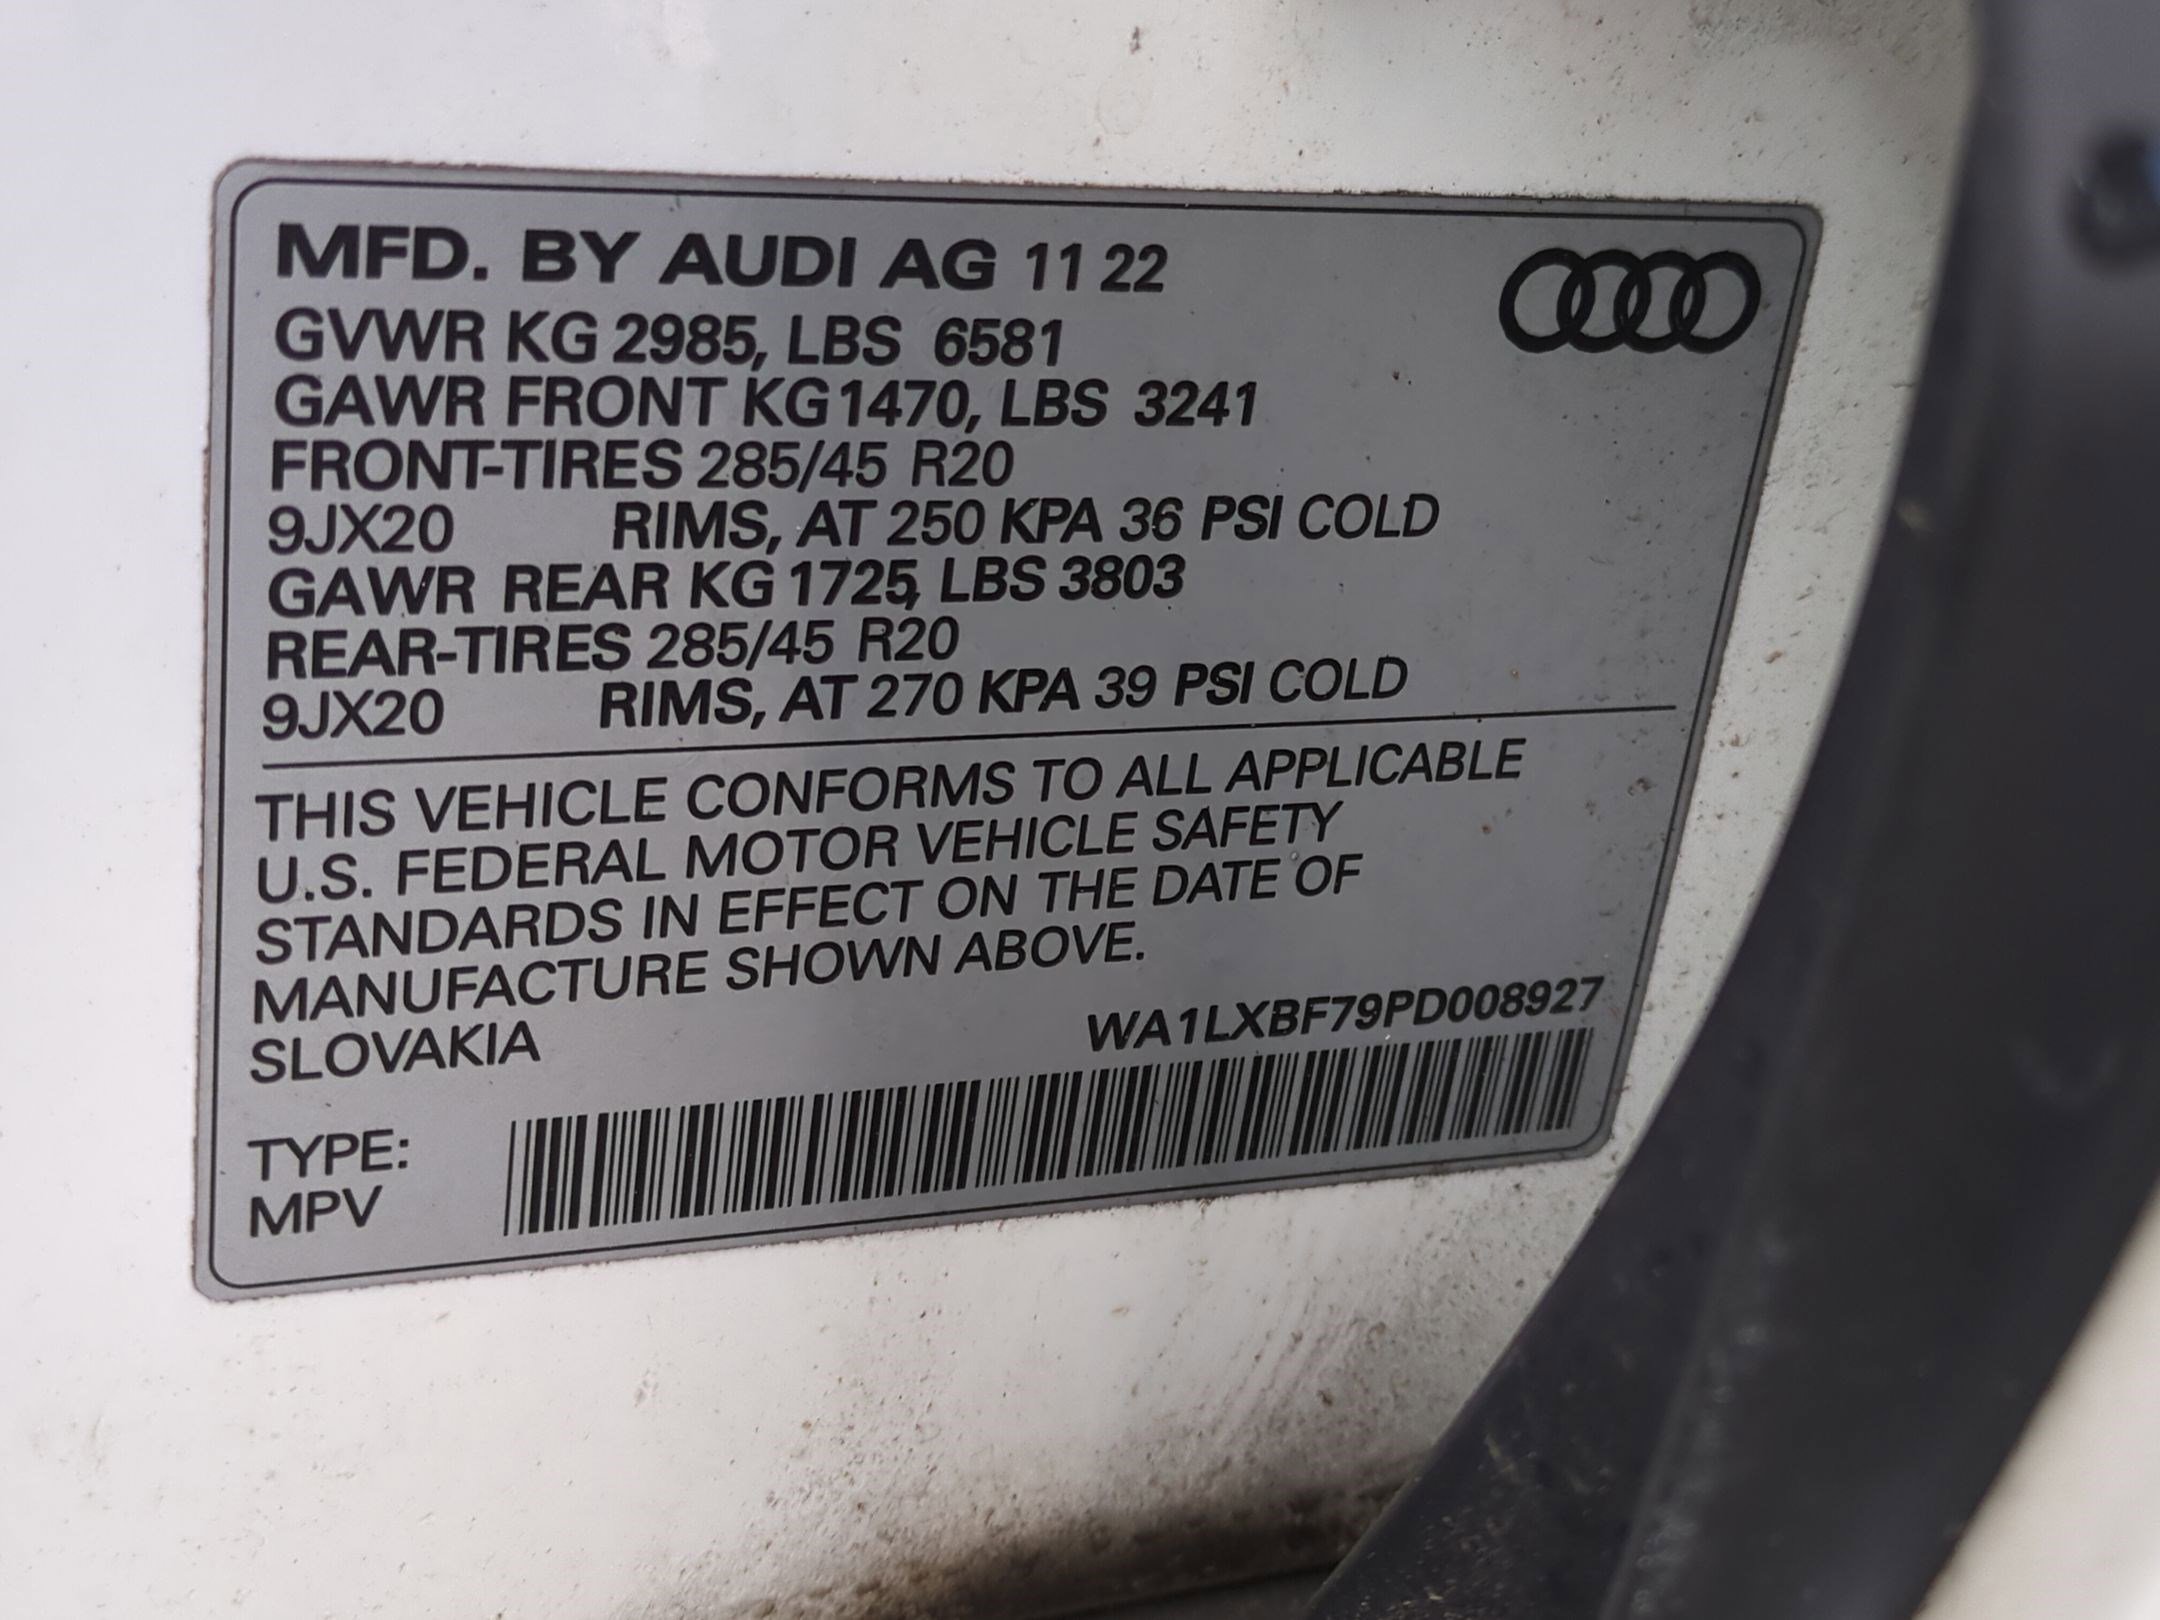 MFD. BY AUDI AG 11 22
GVWR KG 2985, LBS 6581
GAWR FRONT KG 1470, LBS 3241
FRONT-TIRES 285/45 R20
9JX20 RIMS, AT 250 KPA 36 PSI COLD
GAWR REAR KG 1725, LBS 3803
REAR-TIRES 285/45 R20
9JX20 RIMS, AT 270 KPA 39 PSI COLD
THIS VEHICLE CONFORMS TO ALL APPLICABLE
U.S. FEDERAL MOTOR VEHICLE SAFETY
STANDARDS IN EFFECT ON THE DATE OF
MANUFACTURE SHOWN ABOVE.
SLOVAKIA WA1LXBF79PD008927
TYPE:
MPV